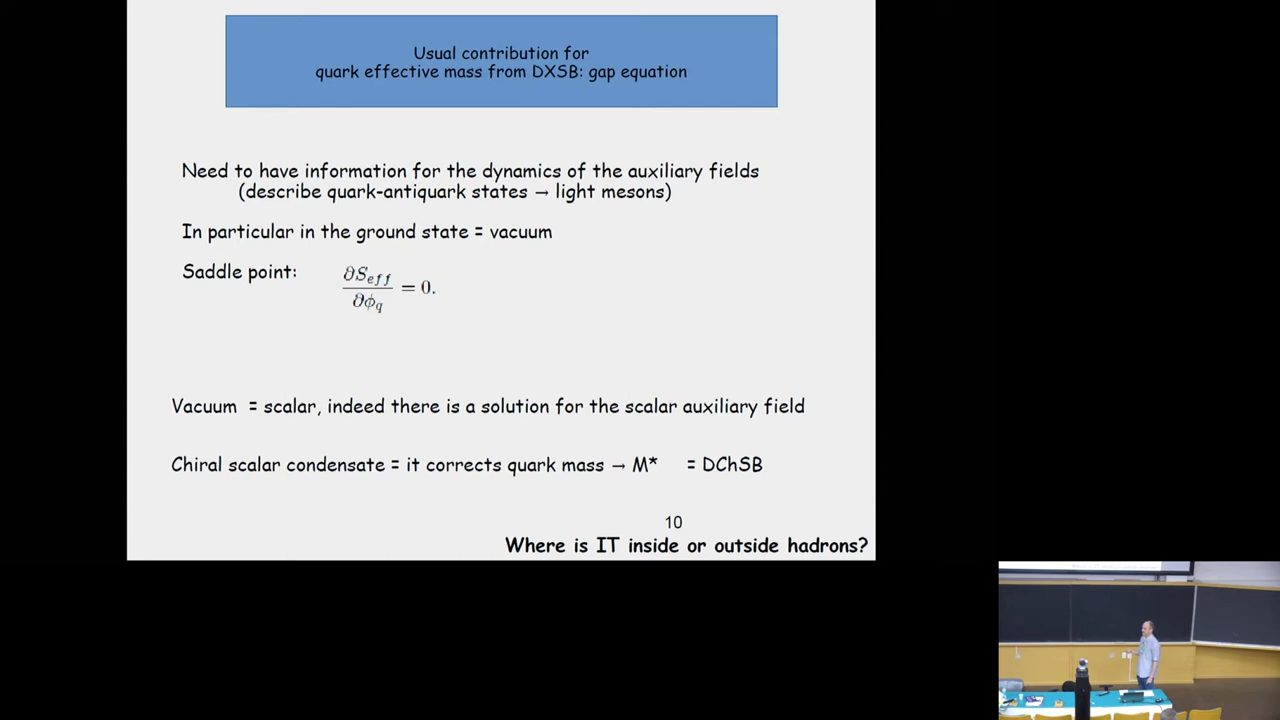 Usual contribution for
quark effective mass from DXSB: gap equation
Need to have information for the dynamics of the auxiliary fields
(describe quark-antiquark states → light mesons)
In particular in the ground state = vacuum
Saddle point: ∂S_eff / ∂ϕ_q = 0.
Vacuum = scalar, indeed there is a solution for the scalar auxiliary field
Chiral scalar condensate = it corrects quark mass → M* = DChSB
10
Where is IT inside or outside hadrons?